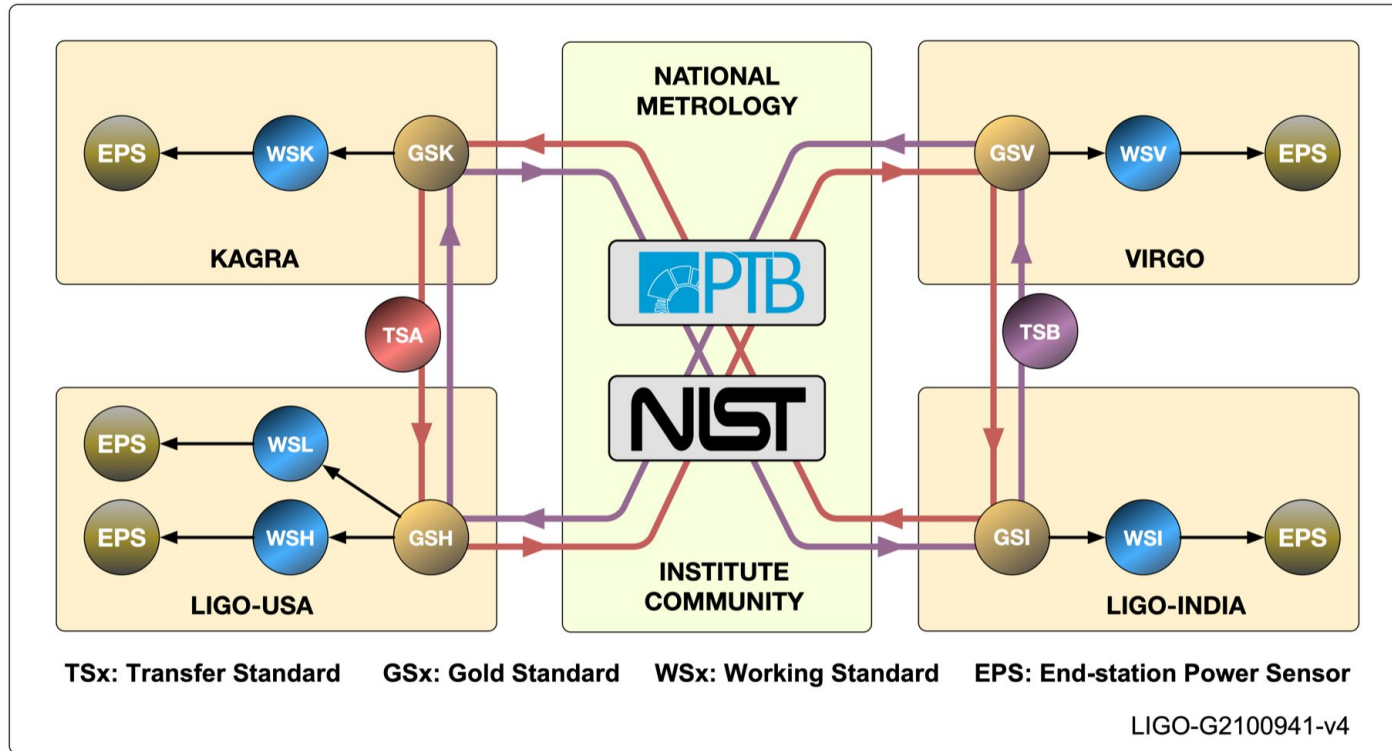 NATIONAL
METROLOGY
EPS
WSK
GSK
KAGRA
GSV
WSV
EPS
VIRGO
PTB
TSA
TSB
NIST
EPS
WSL
EPS
WSH
GSH
LIGO-USA
INSTITUTE
COMMUNITY
GSI
WSI
EPS
LIGO-INDIA
TSx: Transfer Standard GSx: Gold Standard WSx: Working Standard EPS: End-station Power Sensor
LIGO-G2100941-v4